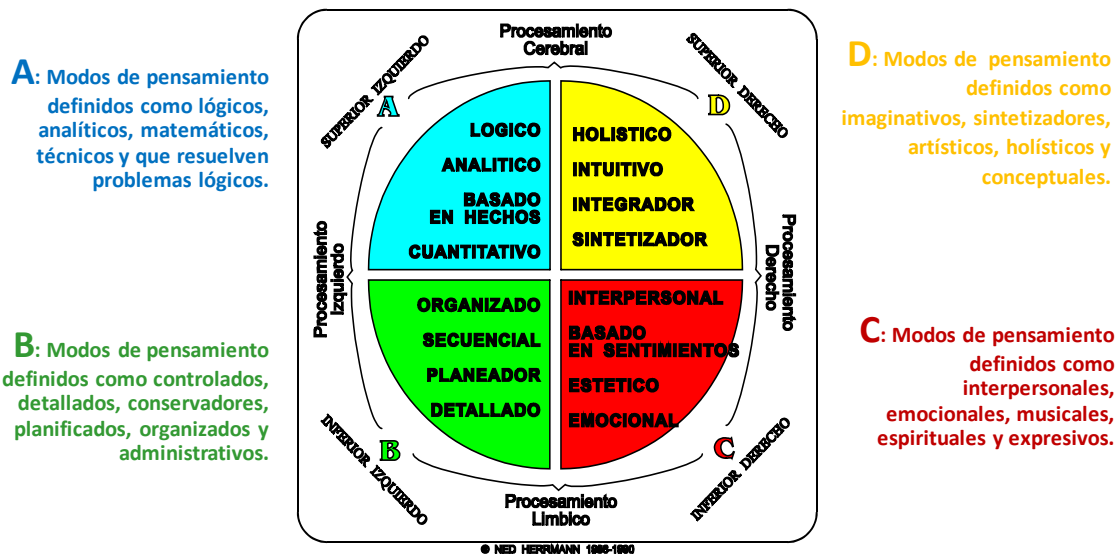 A: Modos de pensamiento
definidos como lógicos,
analíticos, matemáticos,
técnicos y que resuelven
problemas lógicos.
B: Modos de pensamiento
definidos como controlados,
detallados, conservadores,
planificados, organizados y
administrativos.
Procesamiento
Cerebral
SUPERIOR IZQUIERDO
SUPERIOR DERECHO
A
D
LOGICO
ANALITICO
BASADO
EN HECHOS
CUANTITATIVO
HOLISTICO
INTUITIVO
INTEGRADOR
SINTETIZADOR
Procesamiento
Izquierdo
Procesamiento
Derecho
ORGANIZADO
SECUENCIAL
PLANEADOR
DETALLADO
INTERPERSONAL
BASADO
EN SENTIMIENTOS
ESTETICO
EMOCIONAL
B
C
INFERIOR IZQUIERDO
INFERIOR DERECHO
Procesamiento
Limbico
© NED HERRMANN 1986-1990
D: Modos de pensamiento
definidos como
imaginativos, sintetizadores,
artísticos, holísticos y
conceptuales.
C: Modos de pensamiento
definidos como
interpersonales,
emocionales, musicales,
espirituales y expresivos.